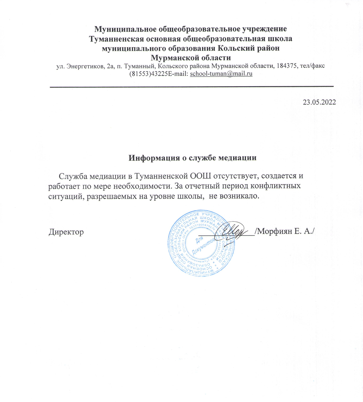 Муниципальное общеобразовательное учреждение
Туманненская основная общеобразовательная школа
муниципального образования Кольский район
Мурманской области
ул. Энергетиков, 2а, п. Туманный, Кольского района Мурманской области, 184375, тел/факс
(81553)43225E-mail: school-tuman@mail.ru
23.05.2022
Информация о службе медиации
Служба медиации в Туманненской ООШ отсутствует, создается и
работает по мере необходимости. За отчетный период конфликтных
ситуаций, разрешаемых на уровне школы, не возникало.
Директор /Морфиян Е. А./